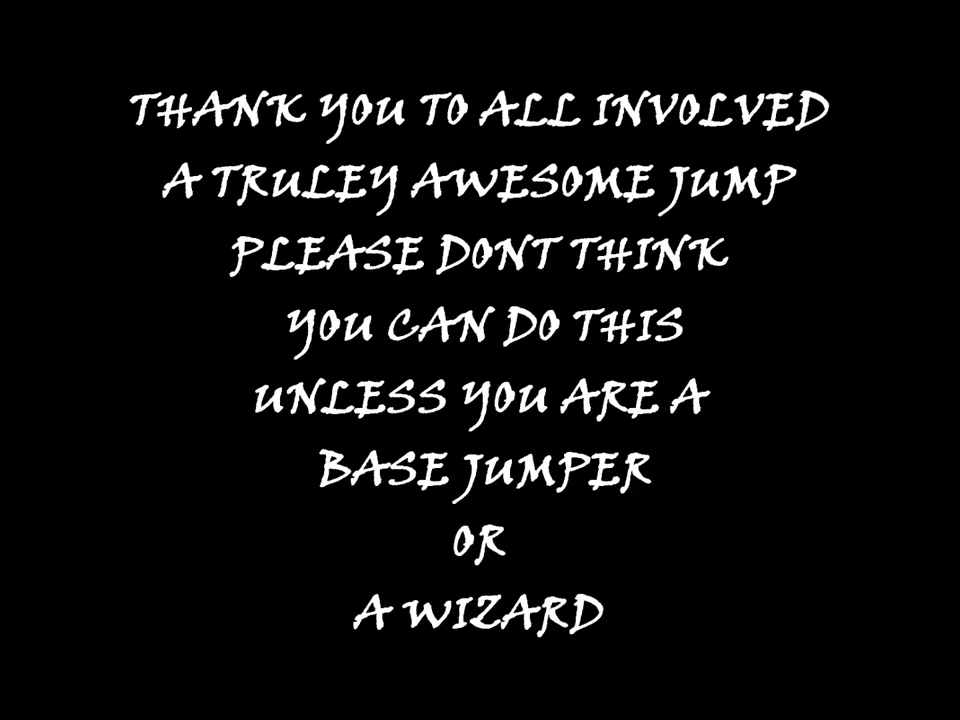 THANK YOU TO ALL INVOLVED
A TRULEY AWESOME JUMP
PLEASE DONT THINK
YOU CAN DO THIS
UNLESS YOU ARE A
BASE JUMPER
OR
A WIZARD